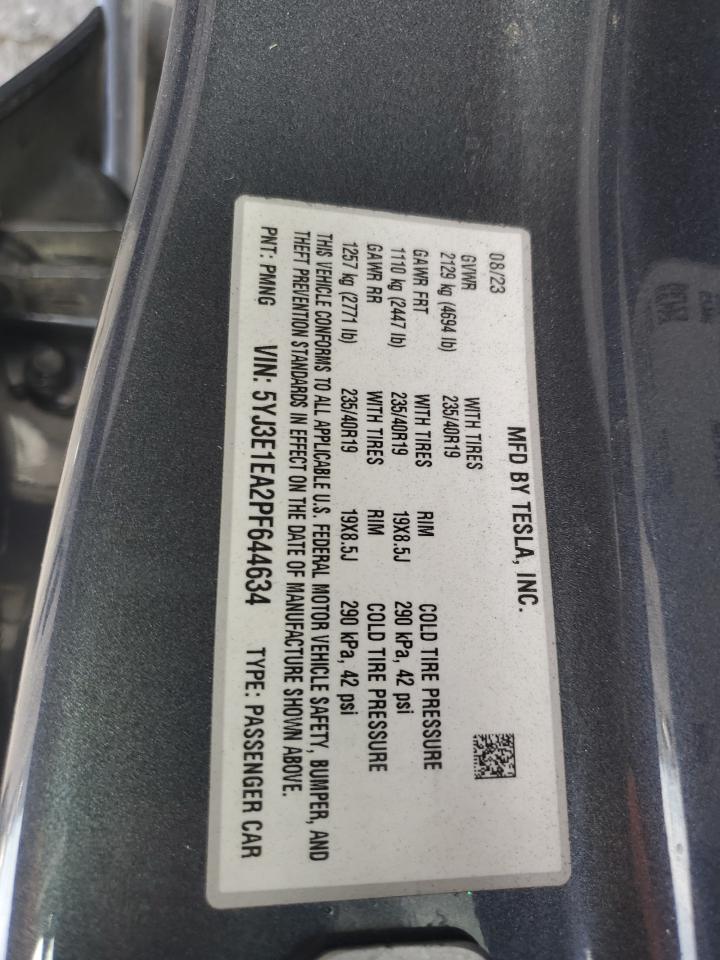 MFD BY TESLA, INC.
08/23
GVWR WITH TIRES
2129 kg (4694 lb) 235/40R19
GAWR FRT WITH TIRES RIM COLD TIRE PRESSURE
1110 kg (2447 lb) 235/40R19 19X8.5J 290 kPa, 42 psi
GAWR RR WITH TIRES RIM COLD TIRE PRESSURE
1257 kg (2771 lb) 235/40R19 19X8.5J 290 kPa, 42 psi
THIS VEHICLE CONFORMS TO ALL APPLICABLE U.S. FEDERAL MOTOR VEHICLE SAFETY, BUMPER, AND
THEFT PREVENTION STANDARDS IN EFFECT ON THE DATE OF MANUFACTURE SHOWN ABOVE.
PNT: PMNG VIN: 5YJ3E1EA2PF644634 TYPE: PASSENGER CAR